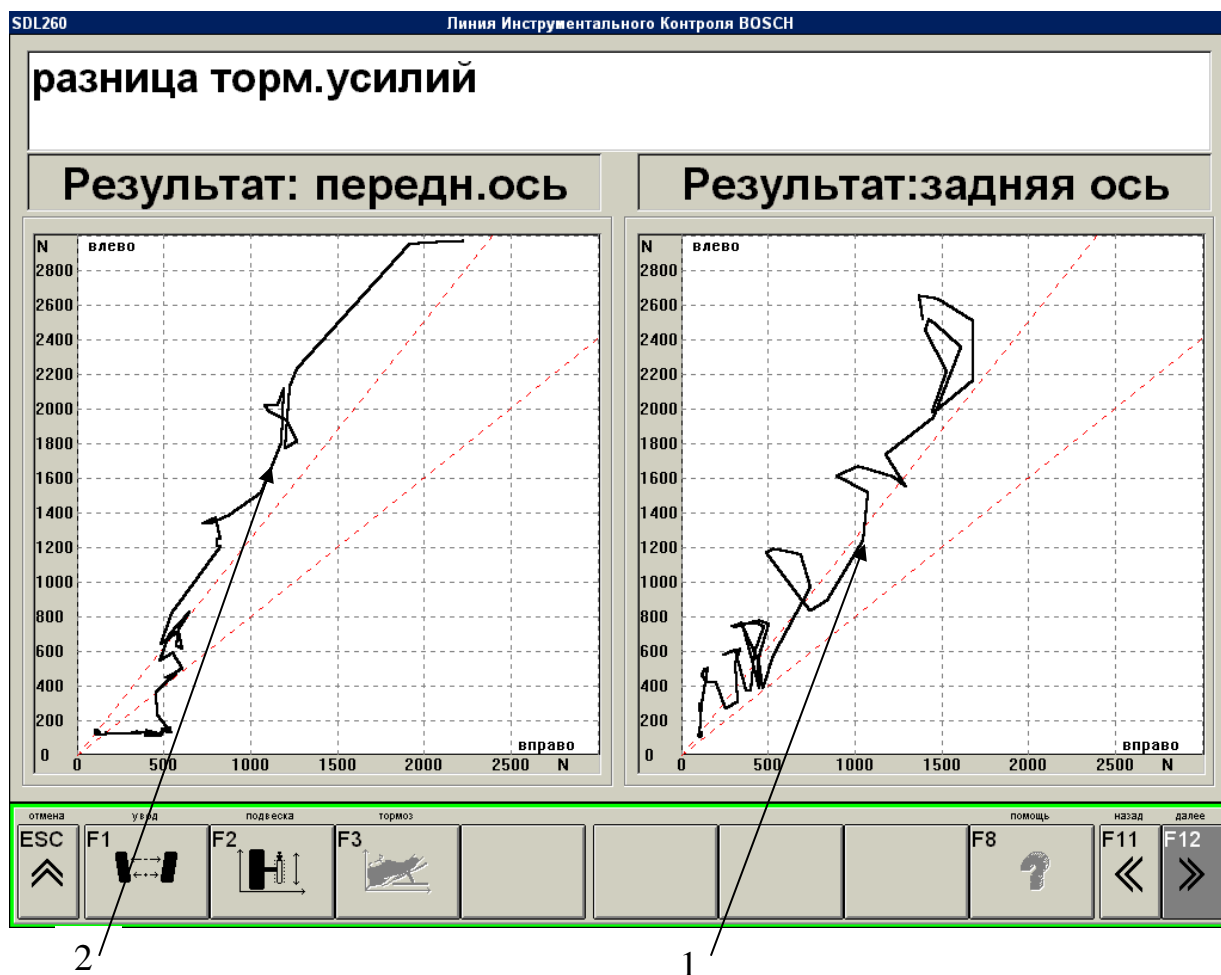 SDL260 Линия Инструментального Контроля BOSCH
разница торм.усилий
Результат: передн.ось
Результат:задняя ось
N влево
2800
2600
2400
2200
2000
1800
1600
1400
1200
1000
800
600
400
200
0
вправо
0 500 1000 1500 2000 2500 N
N влево
2800
2600
2400
2200
2000
1800
1600
1400
1200
1000
800
600
400
200
0
вправо
0 500 1000 1500 2000 2500 N
отмена увод подвеска тормоз помощь назад далее
ESC F1 F2 F3 F8 F11 F12
2 1